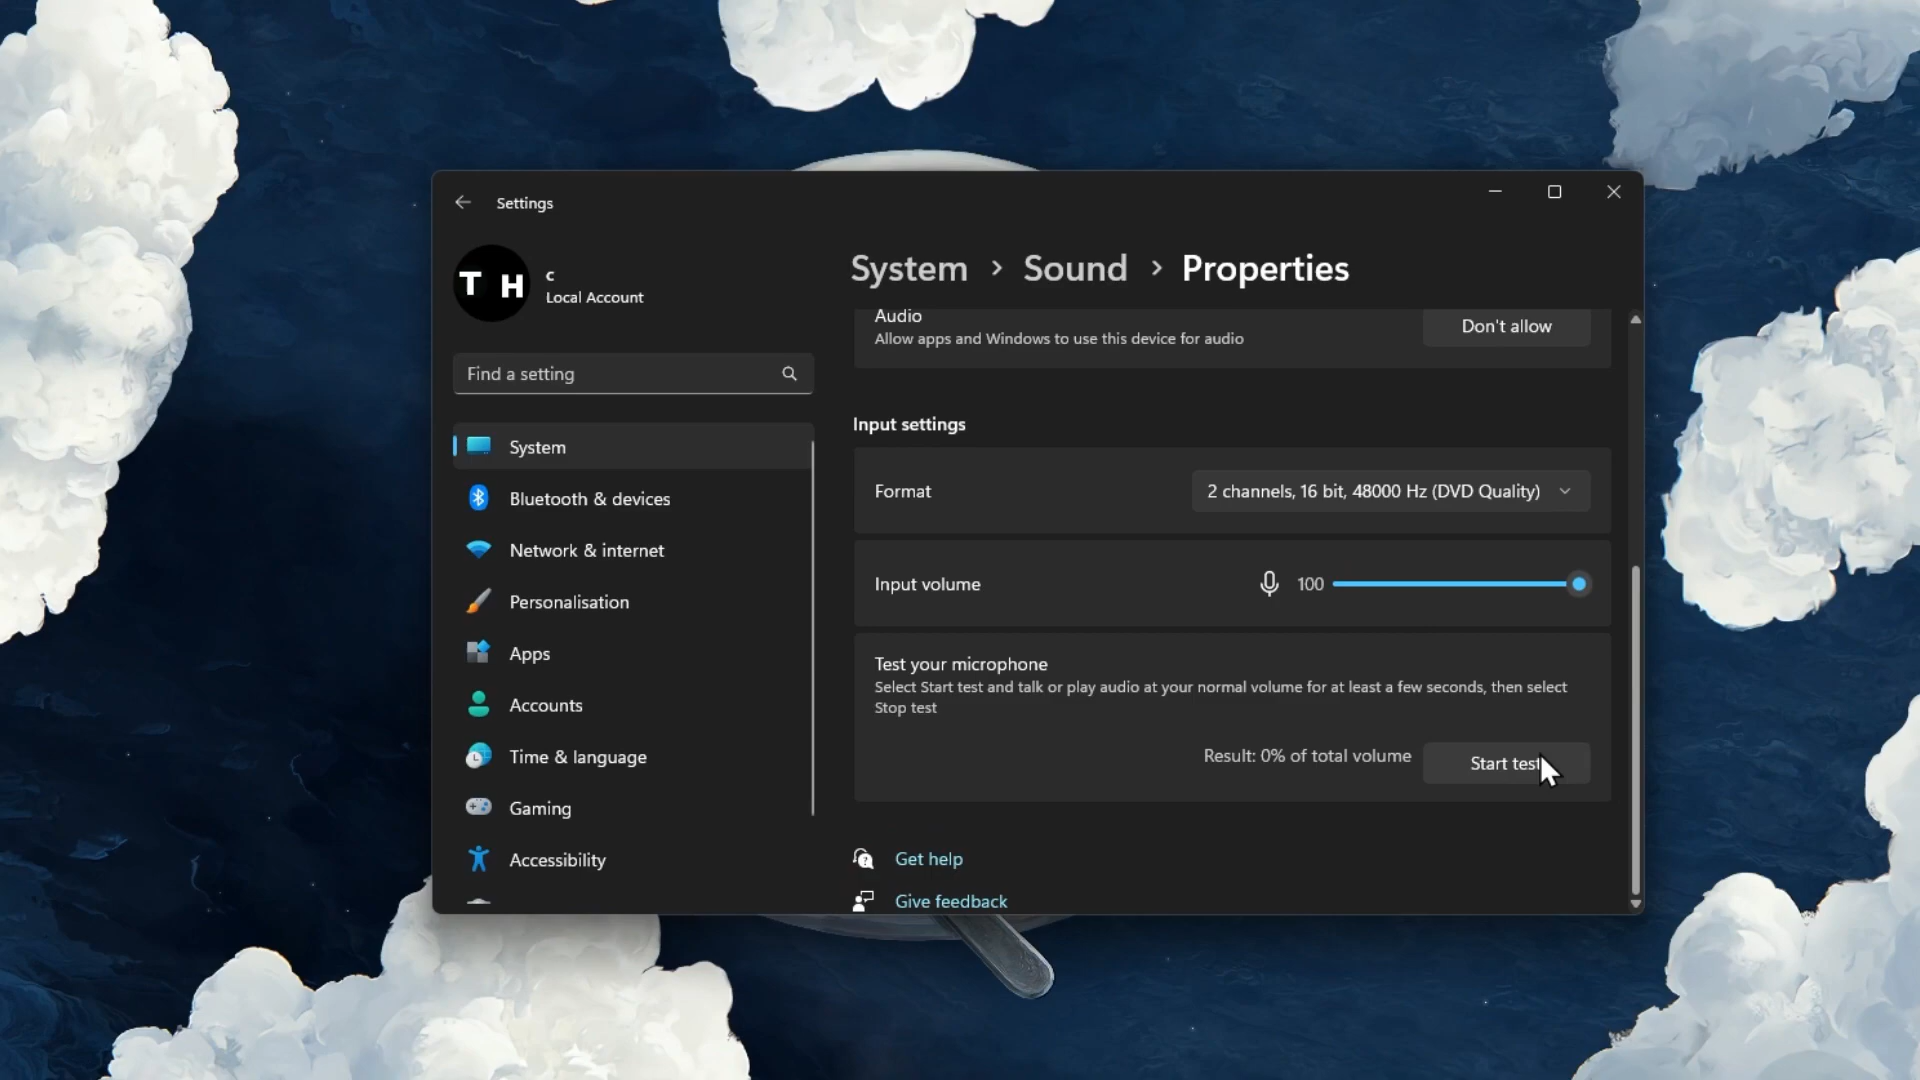 Settings
T H
c
Local Account
Find a setting
System
Bluetooth & devices
Network & internet
Personalisation
Apps
Accounts
Time & language
Gaming
Accessibility
System > Sound > Properties
Audio
Allow apps and Windows to use this device for audio
Don't allow
Input settings
Format
2 channels, 16 bit, 48000 Hz (DVD Quality)
Input volume
100
Test your microphone
Select Start test and talk or play audio at your normal volume for at least a few seconds, then select
Stop test
Result: 0% of total volume
Start test
Get help
Give feedback